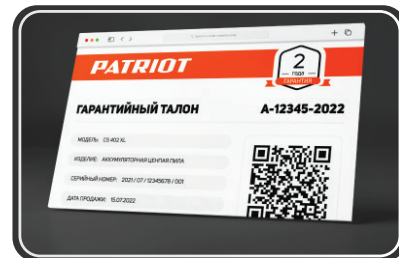 PATRIOT
2
ГОДА
ГАРАНТИЯ
ГАРАНТИЙНЫЙ ТАЛОН
A-12345-2022
МОДЕЛЬ: CS 402 XL
ИЗДЕЛИЕ: АККУМУЛЯТОРНАЯ ЦЕПНАЯ ПИЛА
СЕРИЙНЫЙ НОМЕР: 2021 / 07 / 12345678 / 001
ДАТА ПРОДАЖИ: 15.07.2022